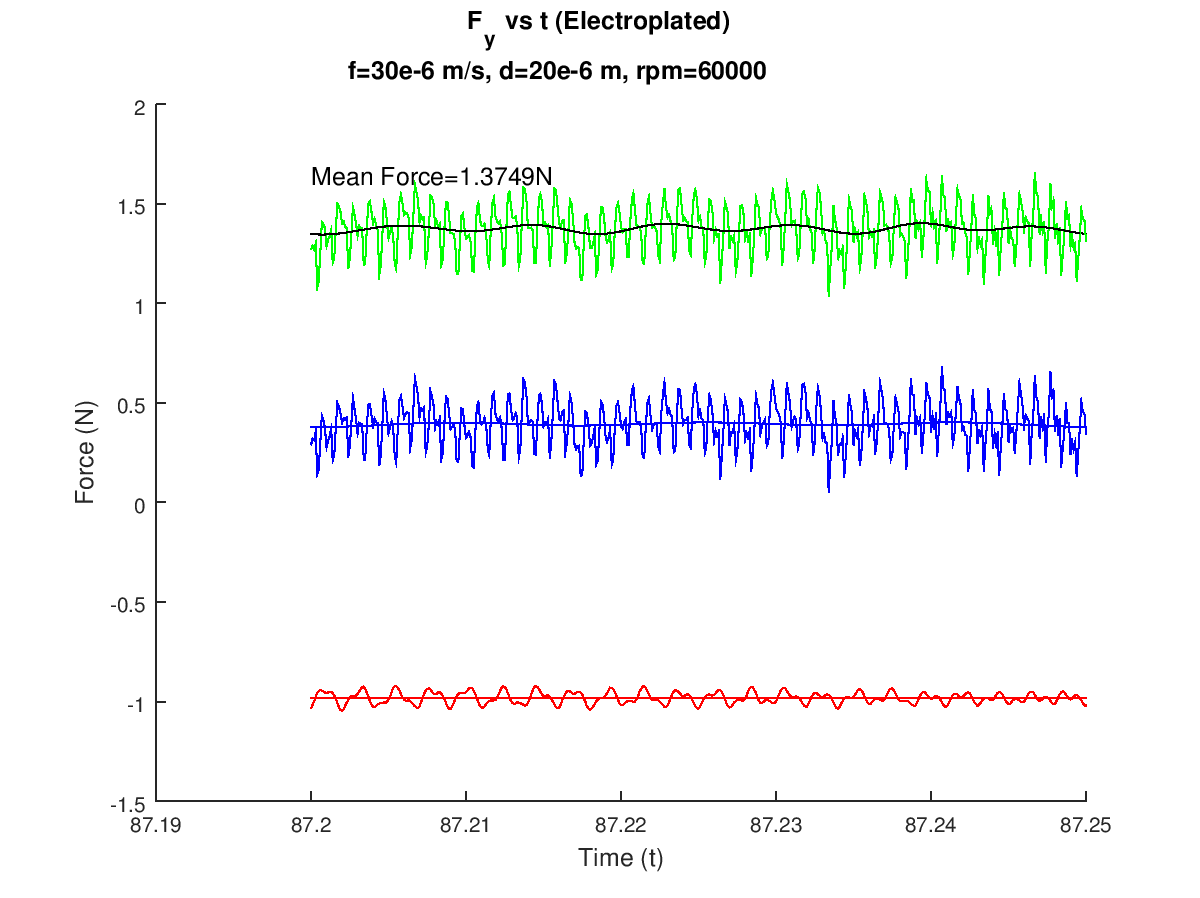 Fy vs t (Electroplated)
f=30e-6 m/s, d=20e-6 m, rpm=60000
2
Mean Force=1.3749N
1.5
1
0.5
Force (N)
0
-0.5
-1
-1.5
87.19 87.2 87.21 87.22 87.23 87.24 87.25
Time (t)